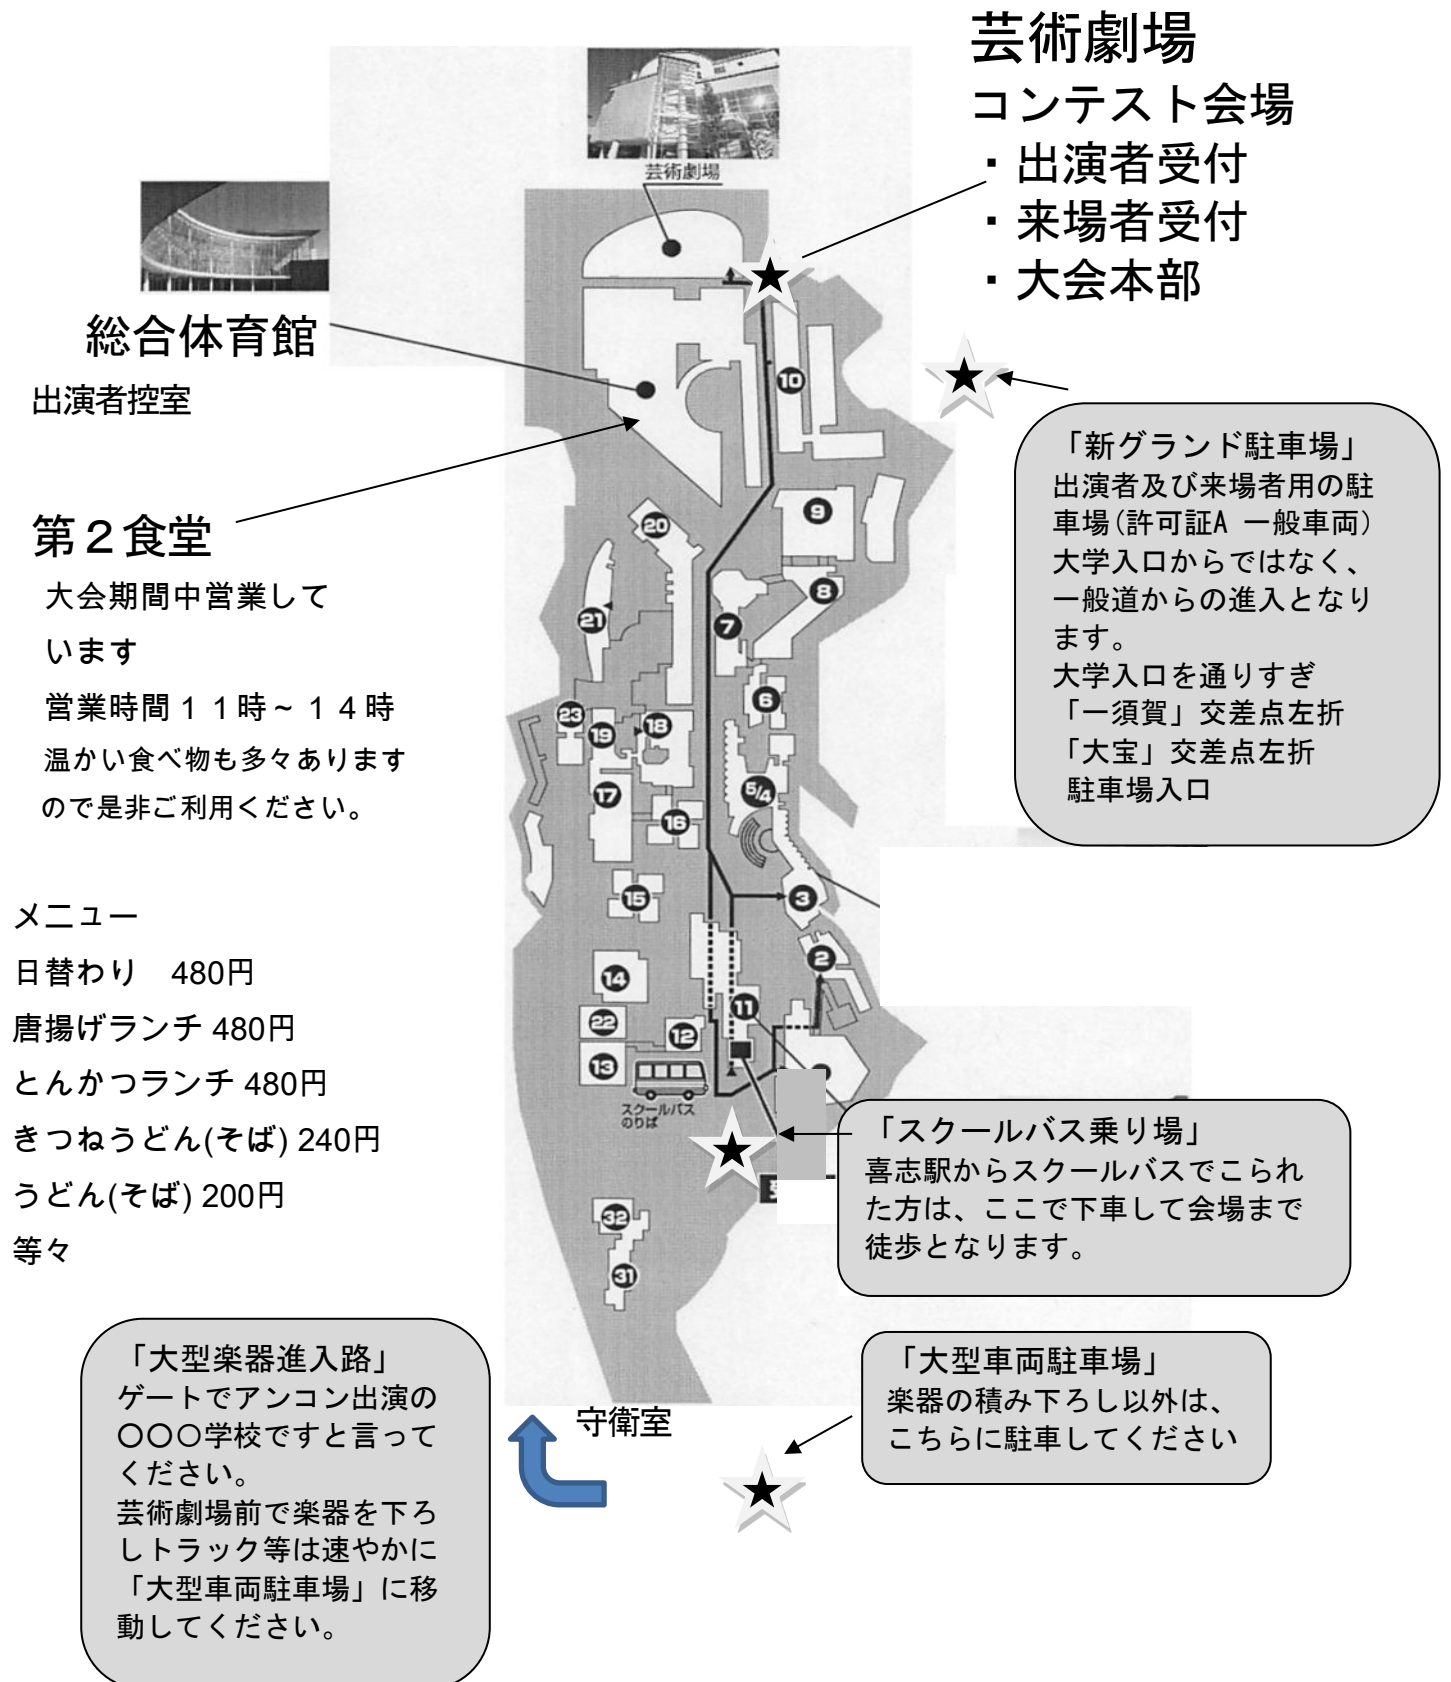 芸術劇場
コンテスト会場
・出演者受付
・来場者受付
・大会本部
芸術劇場
総合体育館
出演者控室
第２食堂
大会期間中営業して
います
営業時間１１時~１４時
温かい食べ物も多々あります
ので是非ご利用ください。
メニュー
日替わり　480円
唐揚げランチ 480円
とんかつランチ 480円
きつねうどん(そば) 240円
うどん(そば) 200円
等々
「新グランド駐車場」
出演者及び来場者用の駐
車場(許可証A 一般車両)
大学入口からではなく、
一般道からの進入となり
ます。
大学入口を通りすぎ
「一須賀」交差点左折
「大宝」交差点左折
駐車場入口
10
9
20
8
21
7
6
23
19
18
5/4
17
16
15
3
2
14
11
22
12
13
スクールバス
のりば
32
31
「スクールバス乗り場」
喜志駅からスクールバスでこられ
た方は、ここで下車して会場まで
徒歩となります。
「大型車両駐車場」
楽器の積み下ろし以外は、
こちらに駐車してください
守衛室
「大型楽器進入路」
ゲートでアンコン出演の
〇〇〇学校ですと言って
ください。
芸術劇場前で楽器を下ろ
しトラック等は速やかに
「大型車両駐車場」に移
動してください。